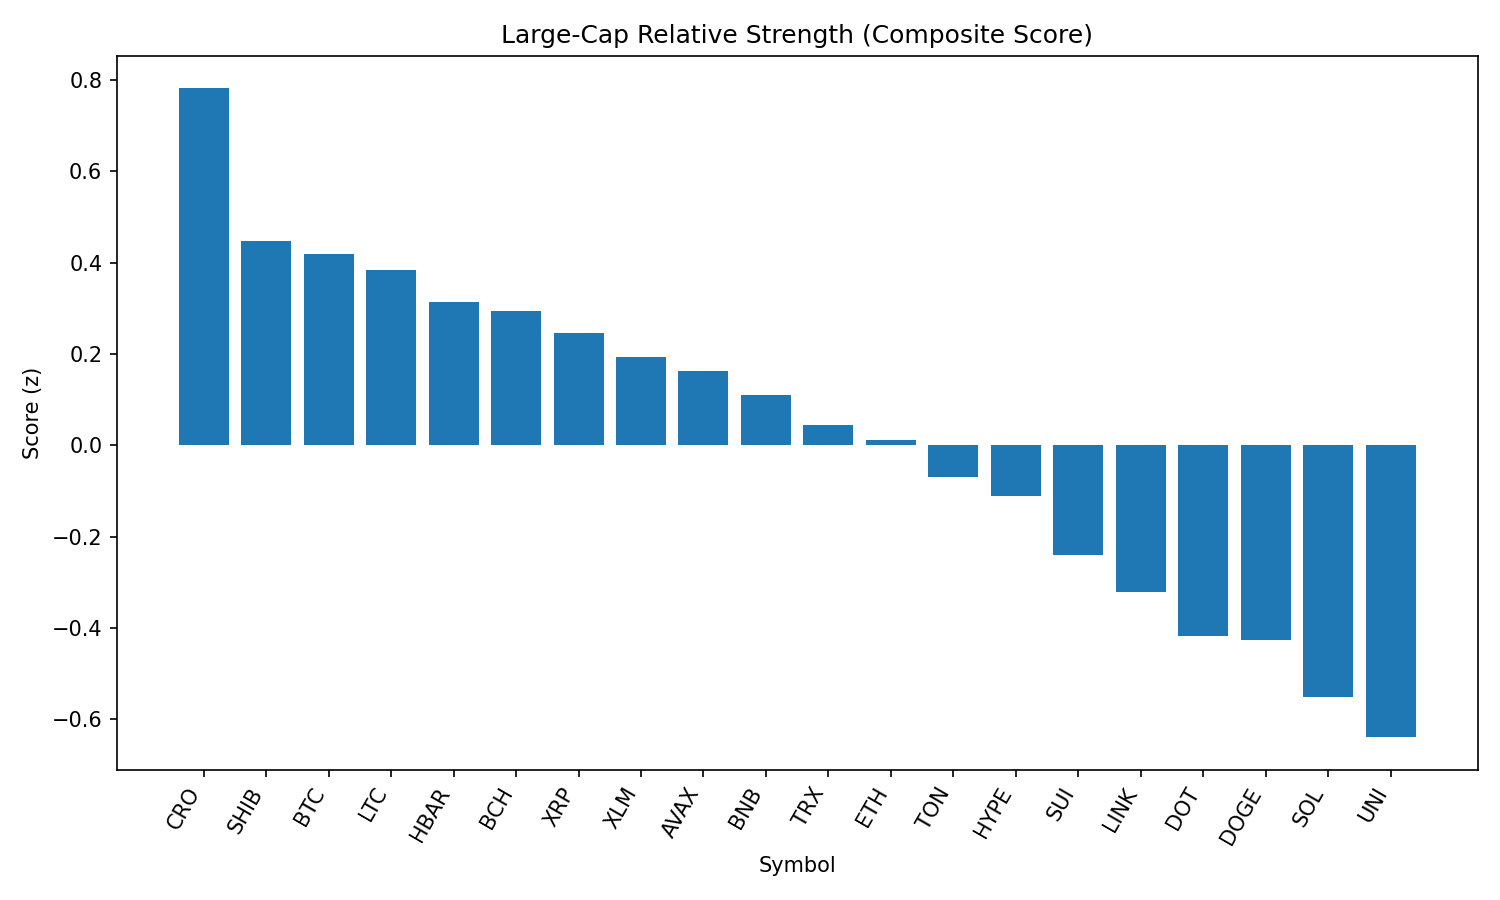 Large-Cap Relative Strength (Composite Score)
Score (z)
0.8
0.6
0.4
0.2
0.0
−0.2
−0.4
−0.6
CRO
SHIB
BTC
LTC
HBAR
BCH
XRP
XLM
AVAX
BNB
TRX
ETH
TON
HYPE
SUI
LINK
DOT
DOGE
SOL
UNI
Symbol